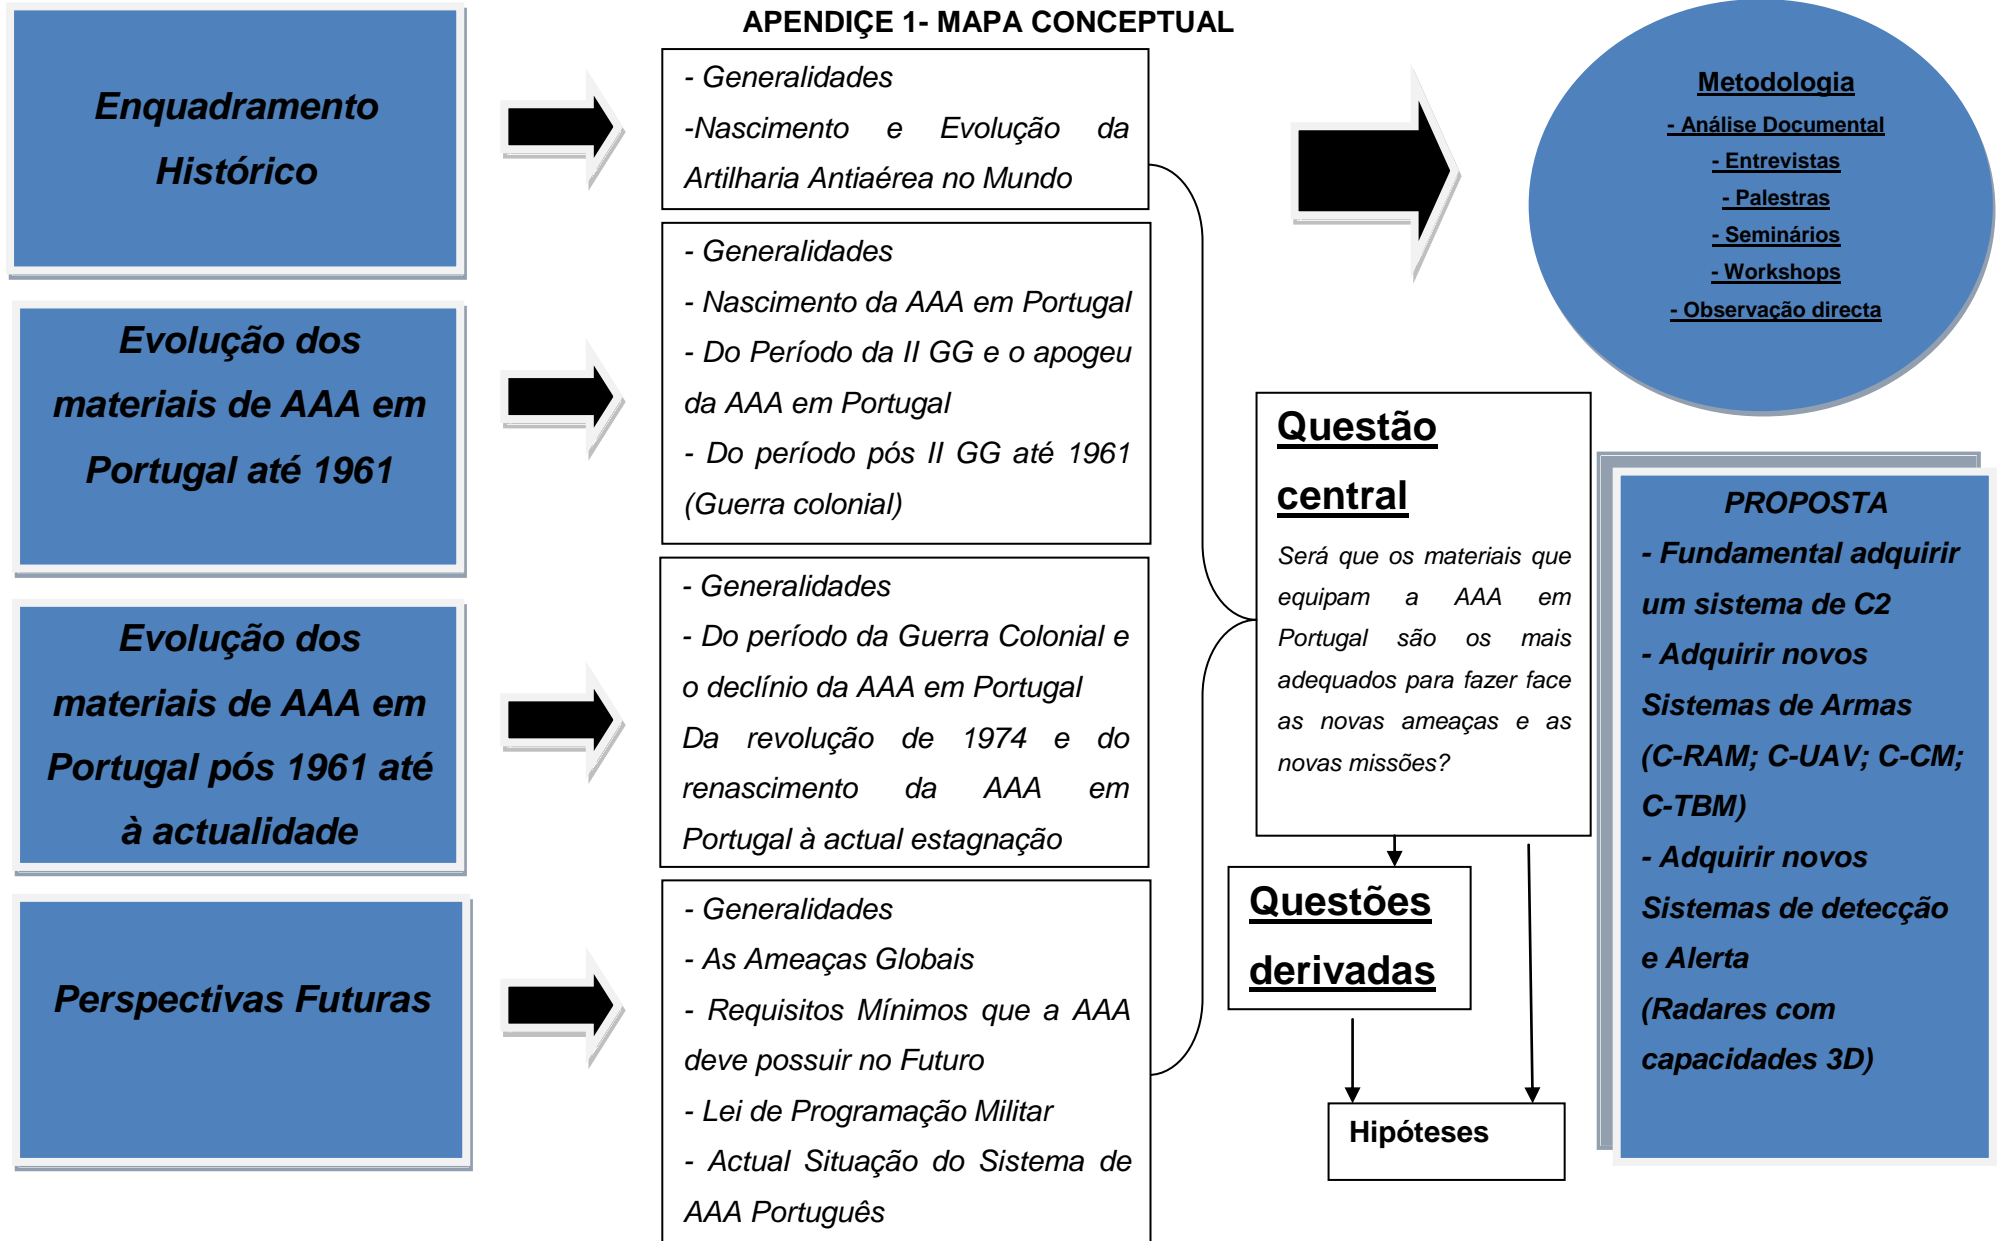 APENDIÇE 1- MAPA CONCEPTUAL
Enquadramento
Histórico
- Generalidades
-Nascimento e Evolução da
Artilharia Antiaérea no Mundo
Metodologia
- Análise Documental
- Entrevistas
- Palestras
- Seminários
- Workshops
- Observação directa
Evolução dos
materiais de AAA em
Portugal até 1961
- Generalidades
- Nascimento da AAA em Portugal
- Do Período da II GG e o apogeu
da AAA em Portugal
- Do período pós II GG até 1961
(Guerra colonial)
Evolução dos
materiais de AAA em
Portugal pós 1961 até
à actualidade
- Generalidades
- Do período da Guerra Colonial e
o declínio da AAA em Portugal
Da revolução de 1974 e do
renascimento da AAA em
Portugal à actual estagnação
Perspectivas Futuras
- Generalidades
- As Ameaças Globais
- Requisitos Mínimos que a AAA
deve possuir no Futuro
- Lei de Programação Militar
- Actual Situação do Sistema de
AAA Português
Questão
central
Será que os materiais que
equipam a AAA em
Portugal são os mais
adequados para fazer face
as novas ameaças e as
novas missões?
Questões
derivadas
Hipóteses
PROPOSTA
- Fundamental adquirir
um sistema de C2
- Adquirir novos
Sistemas de Armas
(C-RAM; C-UAV; C-CM;
C-TBM)
- Adquirir novos
Sistemas de detecção
e Alerta
(Radares com
capacidades 3D)